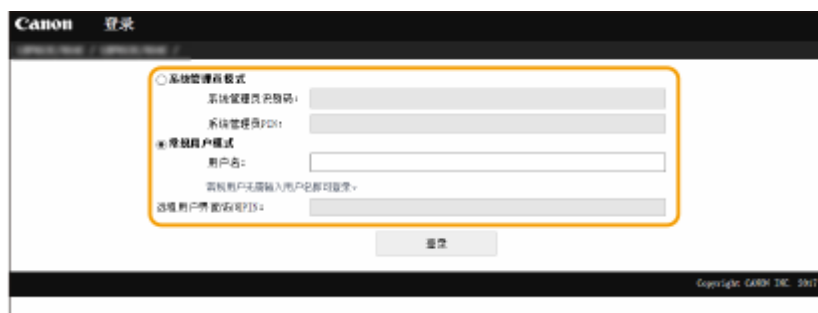 Canon 登录
系统管理员模式
系统管理员识别码:
系统管理员PIN:
常规用户模式
用户名:
常规用户无需输入用户名即可登录。
远程用户界面访问PIN:
登录
Copyright CANON INC. 2017